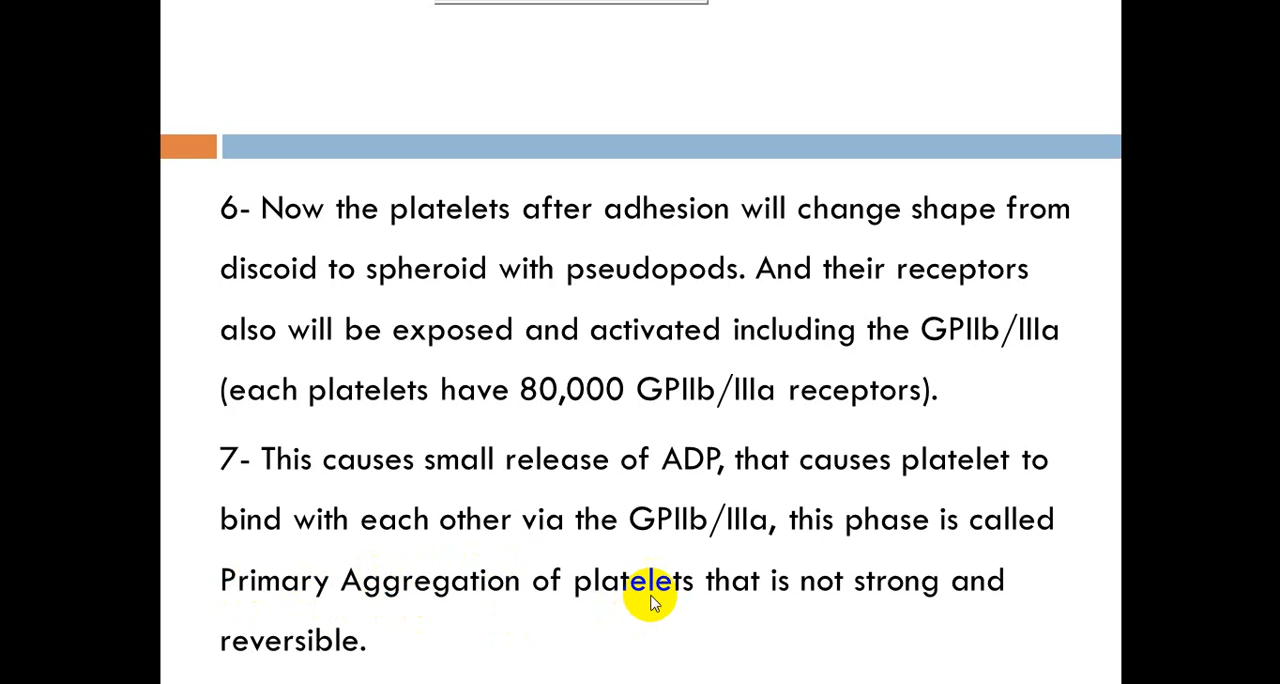 6- Now the platelets after adhesion will change shape from
discoid to spheroid with pseudopods. And their receptors
also will be exposed and activated including the GPIIb/IIIa
(each platelets have 80,000 GPIIb/IIIa receptors).
7- This causes small release of ADP, that causes platelet to
bind with each other via the GPIIb/IIIa, this phase is called
Primary Aggregation of platelets that is not strong and
reversible.